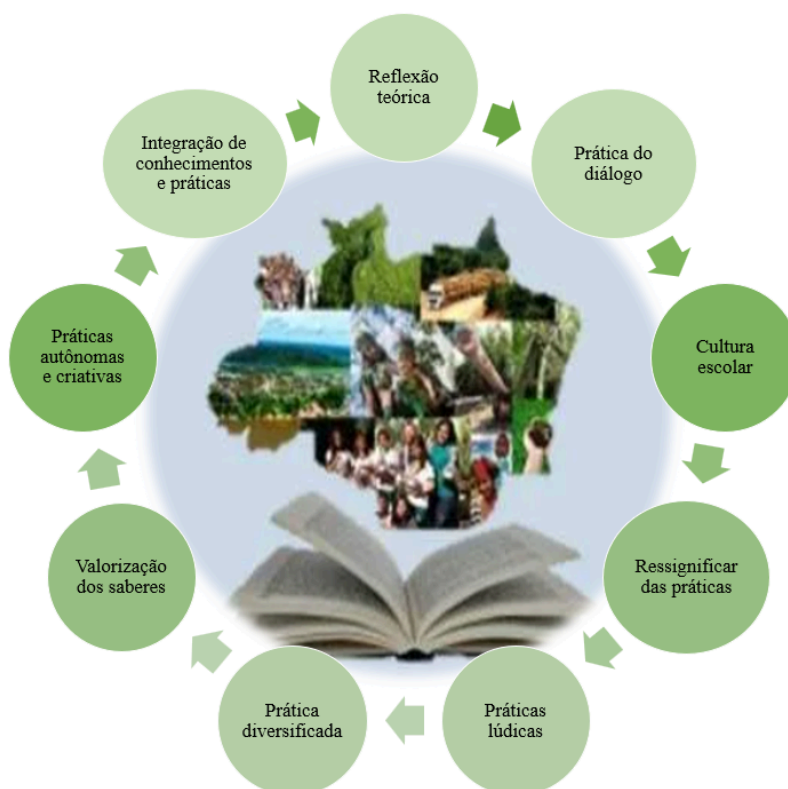 Reflexão
teórica
Prática do
diálogo
Cultura
escolar
Ressignificar
das práticas
Práticas
lúdicas
Prática
diversificada
Valorização
dos saberes
Práticas
autônomas
e criativas
Integração de
conhecimentos
e práticas